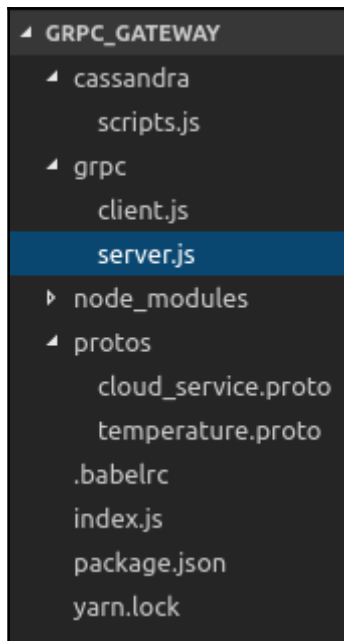 GRPC_GATEWAY
cassandra
scripts.js
grpc
client.js
server.js
node_modules
protos
cloud_service.proto
temperature.proto
.babelrc
index.js
package.json
yarn.lock